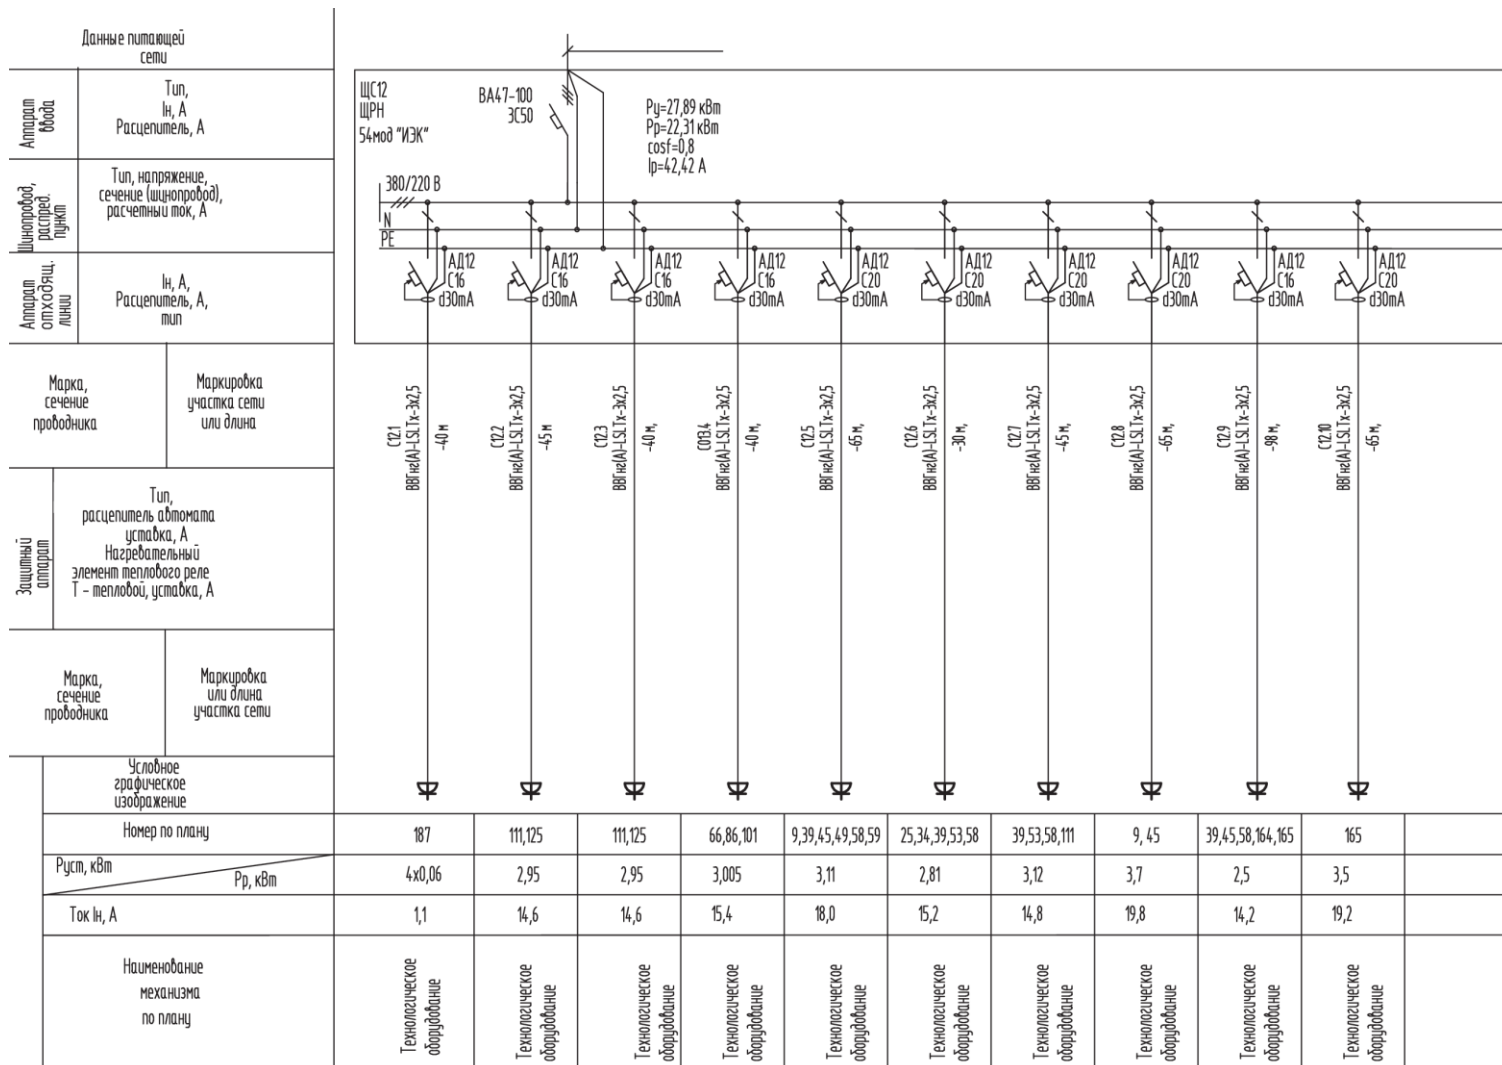 Данные питающей
сети
Аппарат
ввода
Тип,
Iн, А
Расцепитель, А
Шинопровод,
распред.
пункт
Тип, напряжение,
сечение (шинопровод),
расчетный ток, А
Аппарат
отходящ.
линии
Iн, А,
Расцепитель, А,
тип
Марка,
сечение
проводника
Маркировка
участка сети
или длина
Защитный
аппарат
Тип,
расцепитель автомата
уставка, А
Нагревательный
элемент теплового реле
Т - тепловой, уставка, А
Марка,
сечение
проводника
Маркировка
или длина
участка сети
Условное
графическое
изображение
ЩС12
ЩРН
54мод "ИЭК"
ВА47-100
3С50
Ру=27,89 кВт
Рр=22,31 кВт
cosf=0,8
Iр=42,42 А
380/220 В
N
PE
АД12
С16
d30mA
АД12
С16
d30mA
АД12
С16
d30mA
АД12
С16
d30mA
АД12
С20
d30mA
АД12
С20
d30mA
АД12
С20
d30mA
АД12
С20
d30mA
АД12
С16
d30mA
АД12
С20
d30mA
С12.1
ВВГнг(А)-LSLTx-3х2,5
-40 м
С12.2
ВВГнг(А)-LSLTx-3х2,5
-45 м
С12.3
ВВГнг(А)-LSLTx-3х2,5
-40 м,
С013.4
ВВГнг(А)-LSLTx-3х2,5
-40 м,
С12.5
ВВГнг(А)-LSLTx-3х2,5
-65 м,
С12.6
ВВГнг(А)-LSLTx-3х2,5
-30 м,
С12.7
ВВГнг(А)-LSLTx-3х2,5
-45 м,
С12.8
ВВГнг(А)-LSLTx-3х2,5
-65 м,
С12.9
ВВГнг(А)-LSLTx-3х2,5
-98 м,
С12.10
ВВГнг(А)-LSLTx-3х2,5
-65 м,
Номер по плану 187 111,125 111,125 66,86,101 9,39,45,49,58,59 25,34,39,53,58 39,53,58,111 9, 45 39,45,58,164,165 165
Руст, кВт Рр, кВт 4х0,06 2,95 2,95 3,005 3,11 2,81 3,12 3,7 2,5 3,5
Ток Iн, А 1,1 14,6 14,6 15,4 18,0 15,2 14,8 19,8 14,2 19,2
Наименование
механизма
по плану
Технологическое
оборудование
Технологическое
оборудование
Технологическое
оборудование
Технологическое
оборудование
Технологическое
оборудование
Технологическое
оборудование
Технологическое
оборудование
Технологическое
оборудование
Технологическое
оборудование
Технологическое
оборудование